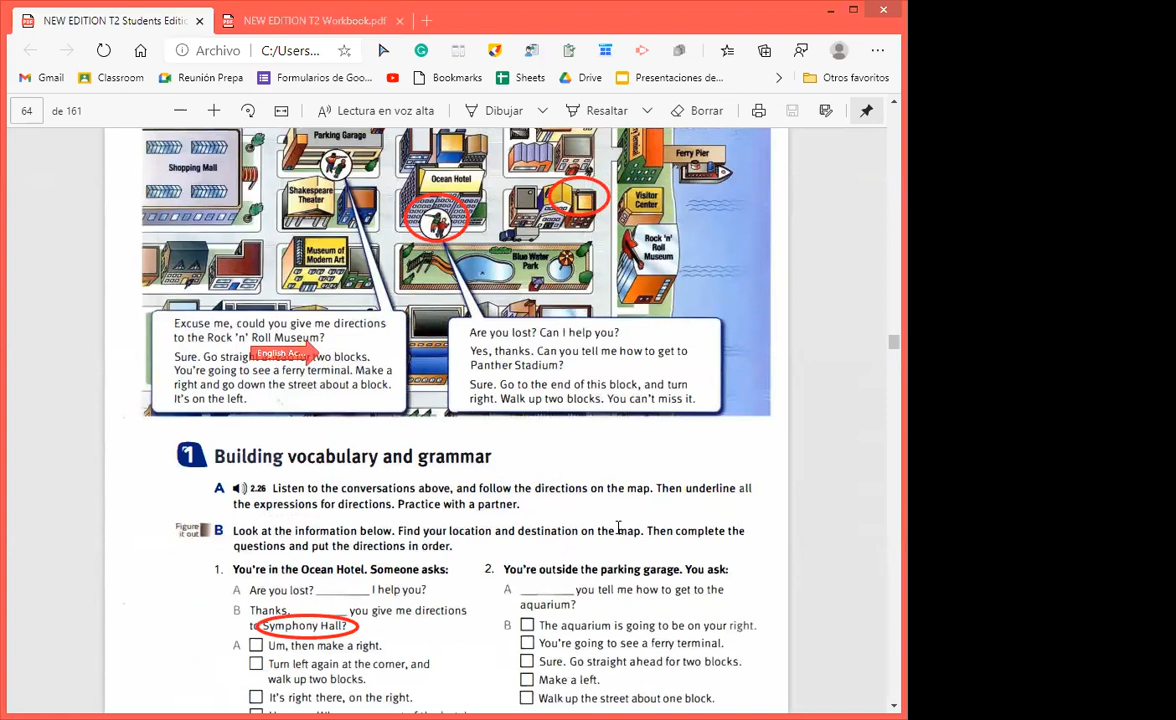 NEW EDITION T2 Students Editic
NEW EDITION T2 Workbook.pdf
Archivo C:/Users...
Gmail Classroom Reunión Prepa Formularios de Goo... Bookmarks Sheets Drive Presentaciones de... Otros favoritos
64 de 161 Lectura en voz alta Dibujar Resaltar Borrar
Parking Garage
Shopping Mall
Ocean Hotel
Ferry Pier
Shakespeare
Theater
Visitor
Center
Museum of
Modern Art
Blue Water
Park
Rock 'n'
Roll
Museum
Excuse me, could you give me directions
to the Rock 'n' Roll Museum?
Sure. Go straight for two blocks.
You're going to see a ferry terminal. Make a
right and go down the street about a block.
It's on the left.
English Ac...
Are you lost? Can I help you?
Yes, thanks. Can you tell me how to get to
Panther Stadium?
Sure. Go to the end of this block, and turn
right. Walk up two blocks. You can't miss it.
1 Building vocabulary and grammar
A 2.26 Listen to the conversations above, and follow the directions on the map. Then underline all
the expressions for directions. Practice with a partner.
Figure
it out
B Look at the information below. Find your location and destination on the map. Then complete the
questions and put the directions in order.
1. You're in the Ocean Hotel. Someone asks:
A Are you lost? ________ I help you?
B Thanks. ________ you give me directions
to Symphony Hall?
A Um, then make a right.
Turn left again at the corner, and
walk up two blocks.
It's right there, on the right.
2. You're outside the parking garage. You ask:
A ________ you tell me how to get to the
aquarium?
B The aquarium is going to be on your right.
You're going to see a ferry terminal.
Sure. Go straight ahead for two blocks.
Make a left.
Walk up the street about one block.